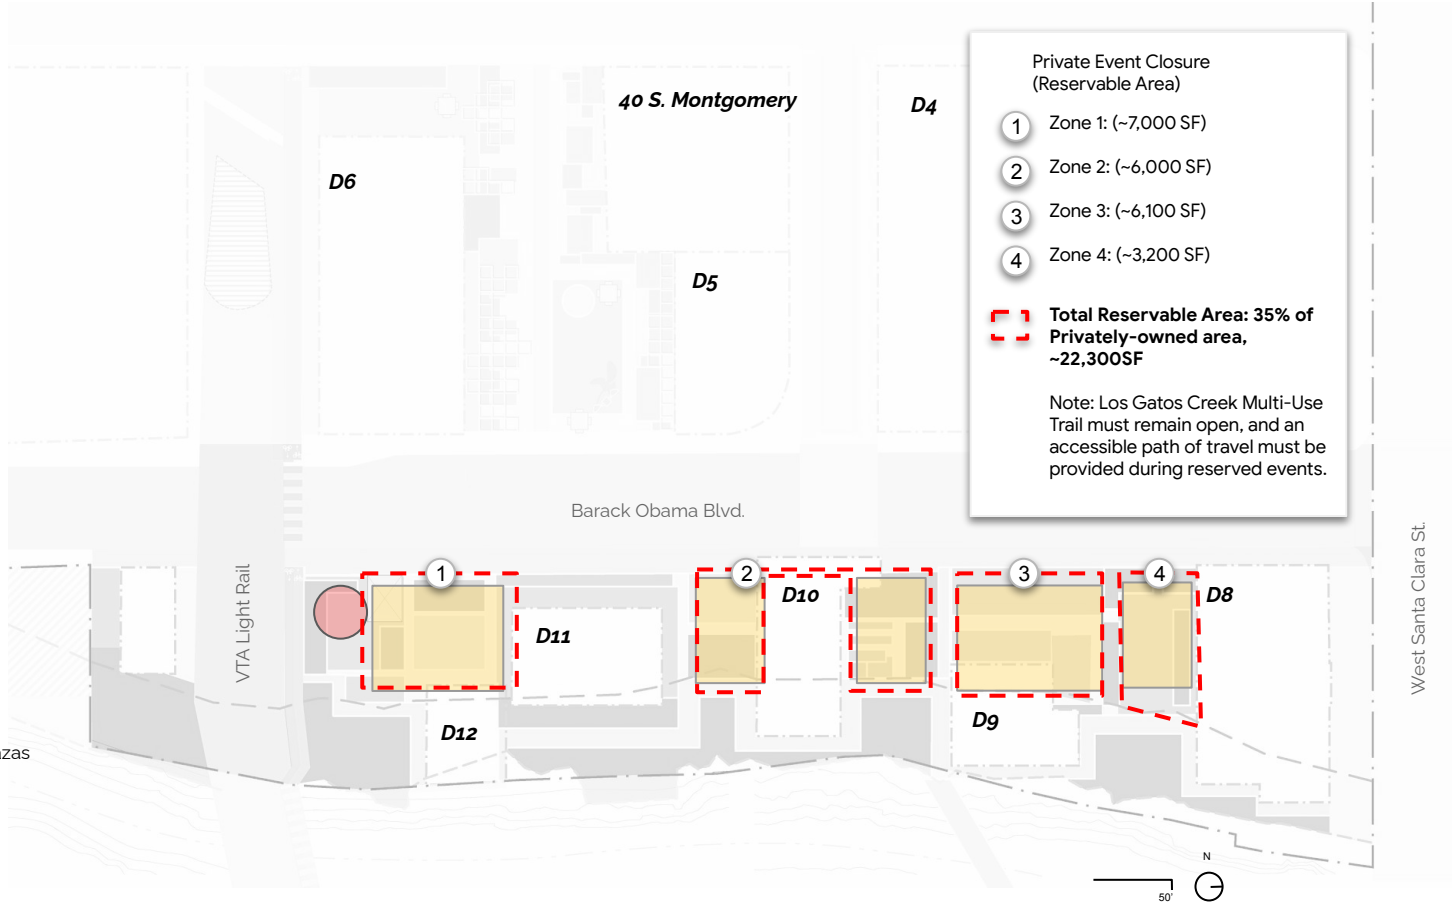 Private Event Closure
(Reservable Area)
1 Zone 1: (~7,000 SF)
2 Zone 2: (~6,000 SF)
3 Zone 3: (~6,100 SF)
4 Zone 4: (~3,200 SF)
Total Reservable Area: 35% of
Privately-owned area,
~22,300SF
Note: Los Gatos Creek Multi-Use
Trail must remain open, and an
accessible path of travel must be
provided during reserved events.
40 S. Montgomery
D4
D6
D5
Barack Obama Blvd.
VTA Light Rail
West Santa Clara St.
1
2
3
4
D10
D8
D11
D12
D9
zas
N
50'